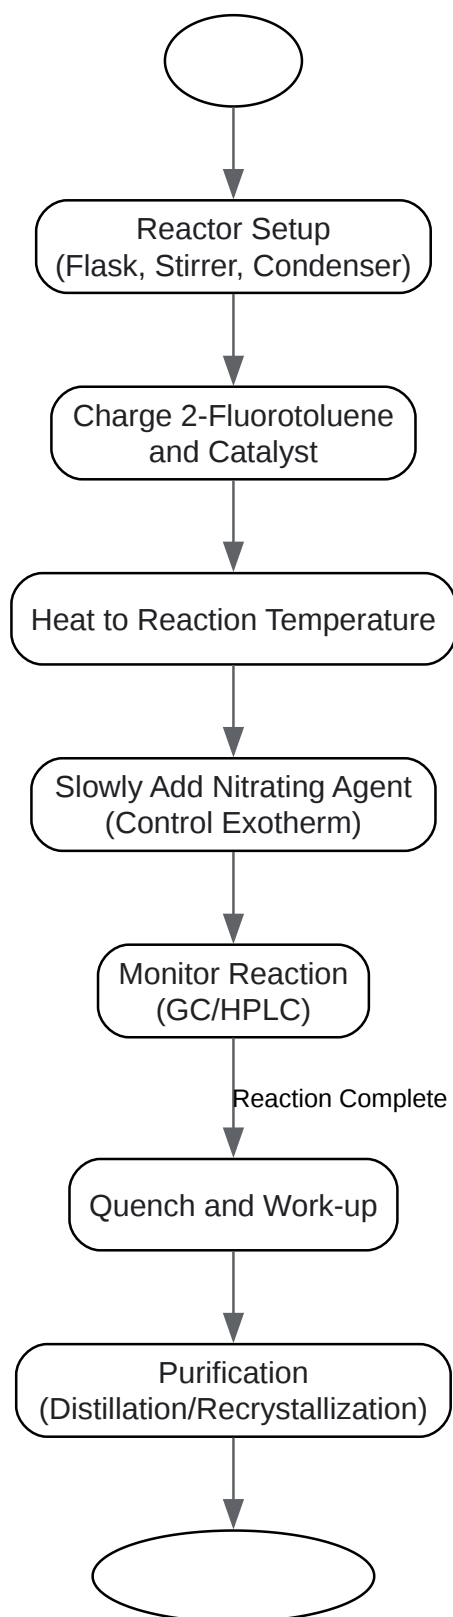 Reactor Setup
(Flask, Stirrer, Condenser)
Charge 2-Fluorotoluene
and Catalyst
Heat to Reaction Temperature
Slowly Add Nitrating Agent
(Control Exotherm)
Monitor Reaction
(GC/HPLC)
Reaction Complete
Quench and Work-up
Purification
(Distillation/Recrystallization)